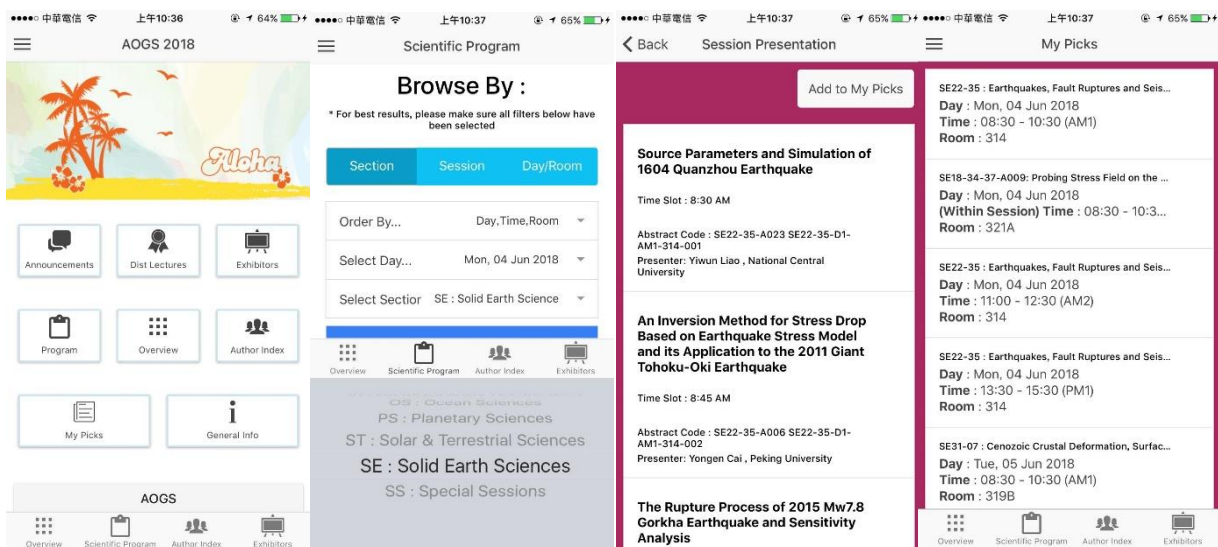 中華電信
上午10:36
64%
AOGS 2018
Aloha
Announcements
Dist Lectures
Exhibitors
Program
Overview
Author Index
My Picks
General Info
AOGS
Overview
Scientific Program
Author Index
Exhibitors
中華電信
上午10:37
65%
Scientific Program
Browse By :
* For best results, please make sure all filters below have
been selected
Section
Session
Day/Room
Order By...
Day,Time,Room
Select Day...
Mon, 04 Jun 2018
Select Section
SE : Solid Earth Science
Overview
Scientific Program
Author Index
Exhibitors
OS : Ocean Sciences
PS : Planetary Sciences
ST : Solar & Terrestrial Sciences
SE : Solid Earth Sciences
SS : Special Sessions
中華電信
上午10:37
65%
Back
Session Presentation
Add to My Picks
Source Parameters and Simulation of
1604 Quanzhou Earthquake
Time Slot : 8:30 AM
Abstract Code : SE22-35-A023 SE22-35-D1-
AM1-314-001
Presenter: Yiwun Liao , National Central
University
An Inversion Method for Stress Drop
Based on Earthquake Stress Model
and its Application to the 2011 Giant
Tohoku-Oki Earthquake
Time Slot : 8:45 AM
Abstract Code : SE22-35-A006 SE22-35-D1-
AM1-314-002
Presenter: Yongen Cai , Peking University
The Rupture Process of 2015 Mw7.8
Gorkha Earthquake and Sensitivity
Analysis
中華電信
上午10:37
65%
My Picks
SE22-35 : Earthquakes, Fault Ruptures and Seis...
Day : Mon, 04 Jun 2018
Time : 08:30 - 10:30 (AM1)
Room : 314
SE18-34-37-A009: Probing Stress Field on the ...
Day : Mon, 04 Jun 2018
(Within Session) Time : 08:30 - 10:3...
Room : 321A
SE22-35 : Earthquakes, Fault Ruptures and Seis...
Day : Mon, 04 Jun 2018
Time : 11:00 - 12:30 (AM2)
Room : 314
SE22-35 : Earthquakes, Fault Ruptures and Seis...
Day : Mon, 04 Jun 2018
Time : 13:30 - 15:30 (PM1)
Room : 314
SE31-07 : Cenozoic Crustal Deformation, Surfac...
Day : Tue, 05 Jun 2018
Time : 08:30 - 10:30 (AM1)
Room : 319B
Overview
Scientific Program
Author Index
Exhibitors